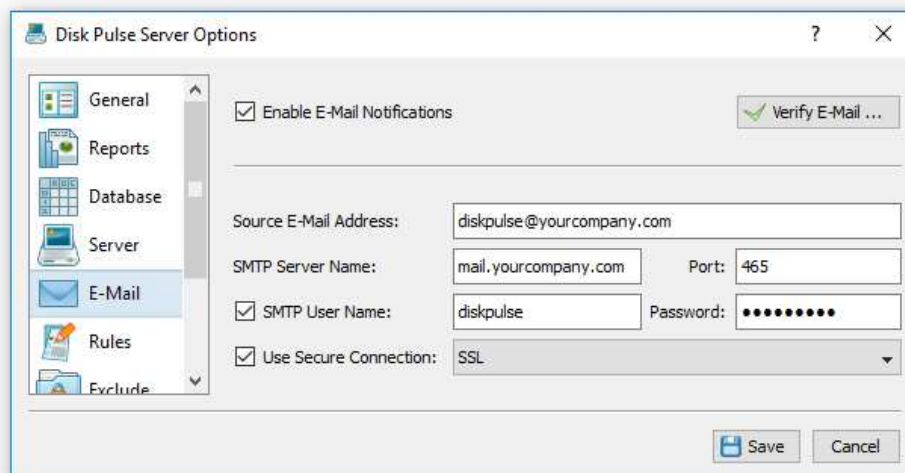 Disk Pulse Server Options
General
Reports
Database
Server
E-Mail
Rules
Exclude
Enable E-Mail Notifications
Verify E-Mail ...
Source E-Mail Address: diskpulse@yourcompany.com
SMTP Server Name: mail.yourcompany.com Port: 465
SMTP User Name: diskpulse Password: ●●●●●●●●●
Use Secure Connection: SSL
Save Cancel